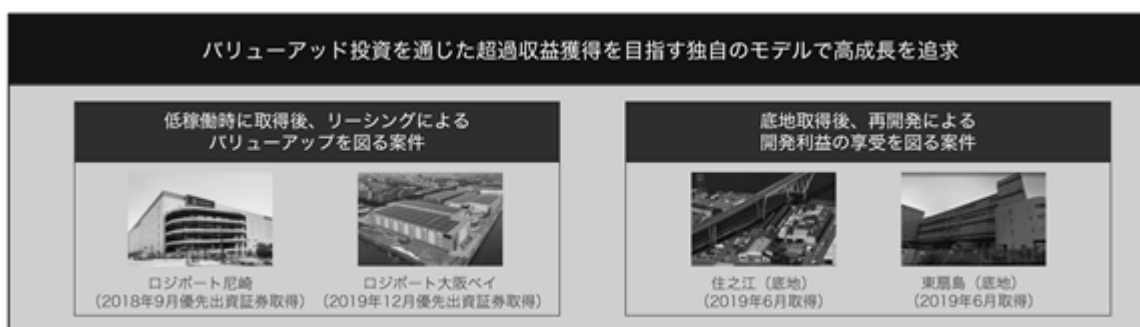 バリューアッド投資を通じた超過収益獲得を目指す独自のモデルで高成長を追求
低稼働時に取得後、リーシングによる
バリューアップを図る案件
ロジポート尼崎
(2018年9月優先出資証券取得)
ロジポート大阪ベイ
(2019年12月優先出資証券取得)
底地取得後、再開発による
開発利益の享受を図る案件
住之江（底地）
(2019年6月取得)
東扇島（底地）
(2019年6月取得)